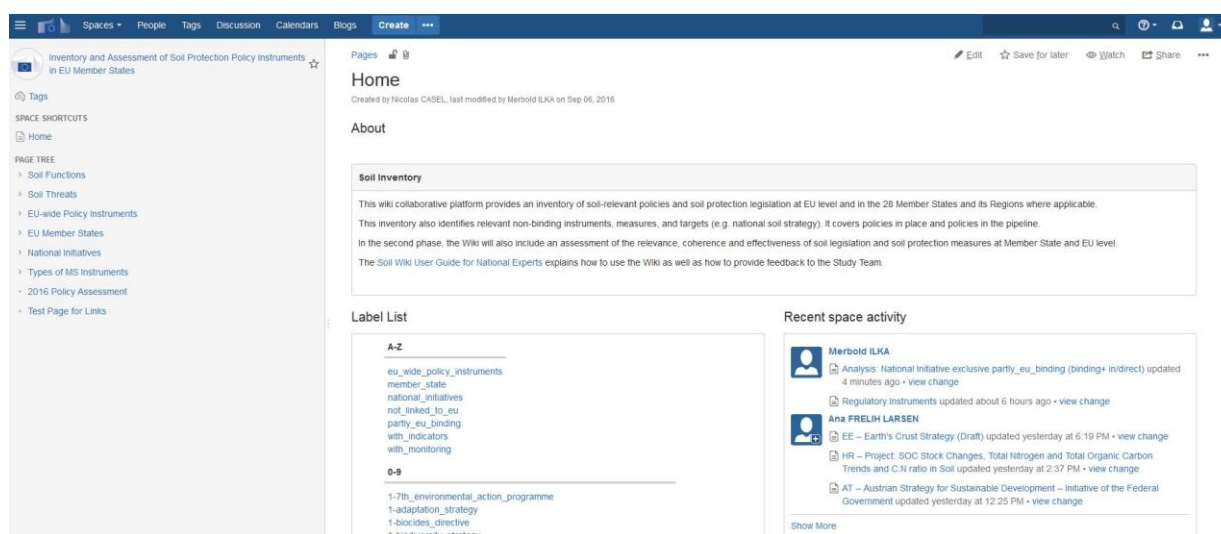 Spaces People Tags Discussion Calendars Blogs Create
Inventory and Assessment of Soil Protection Policy Instruments
in EU Member States
Tags
SPACE SHORTCUTS
Home
PAGE TREE
Soil Functions
Soil Threats
EU-wide Policy Instruments
EU Member States
National Initiatives
Types of MS Instruments
2016 Policy Assessment
Test Page for Links
Pages
Edit Save for later Watch Share
Home
Created by Nicolas CASEL, last modified by Merbold ILKA on Sep 06, 2016
About
Soil Inventory
This wiki collaborative platform provides an inventory of soil-relevant policies and soil protection legislation at EU level and in the 28 Member States and its Regions where applicable.
This inventory also identifies relevant non-binding instruments, measures, and targets (e.g. national soil strategy). It covers policies in place and policies in the pipeline.
In the second phase, the Wiki will also include an assessment of the relevance, coherence and effectiveness of soil legislation and soil protection measures at Member State and EU level.
The Soil Wiki User Guide for National Experts explains how to use the Wiki as well as how to provide feedback to the Study Team.
Label List
A-Z
eu_wide_policy_instruments
member_state
national_initiatives
not_linked_to_eu
partly_eu_binding
with_indicators
with_monitoring
0-9
1-7th_environmental_action_programme
1-adaptation_strategy
1-biocides_directive
1-biodiversity_strategy
Recent space activity
Merbold ILKA
Analysis: National Initiative exclusive partly_eu_binding (binding+ in/direct) updated
4 minutes ago • view change
Regulatory Instruments updated about 6 hours ago • view change
Ana FRELIH LARSEN
EE – Earth's Crust Strategy (Draft) updated yesterday at 6:19 PM • view
change
HR – Project: SOC Stock Changes, Total Nitrogen and Total Organic Carbon
Trends and C:N ratio in Soil updated yesterday at 2:37 PM • view change
AT – Austrian Strategy for Sustainable Development – Initiative of the Federal
Government updated yesterday at 12:25 PM • view change
Show More